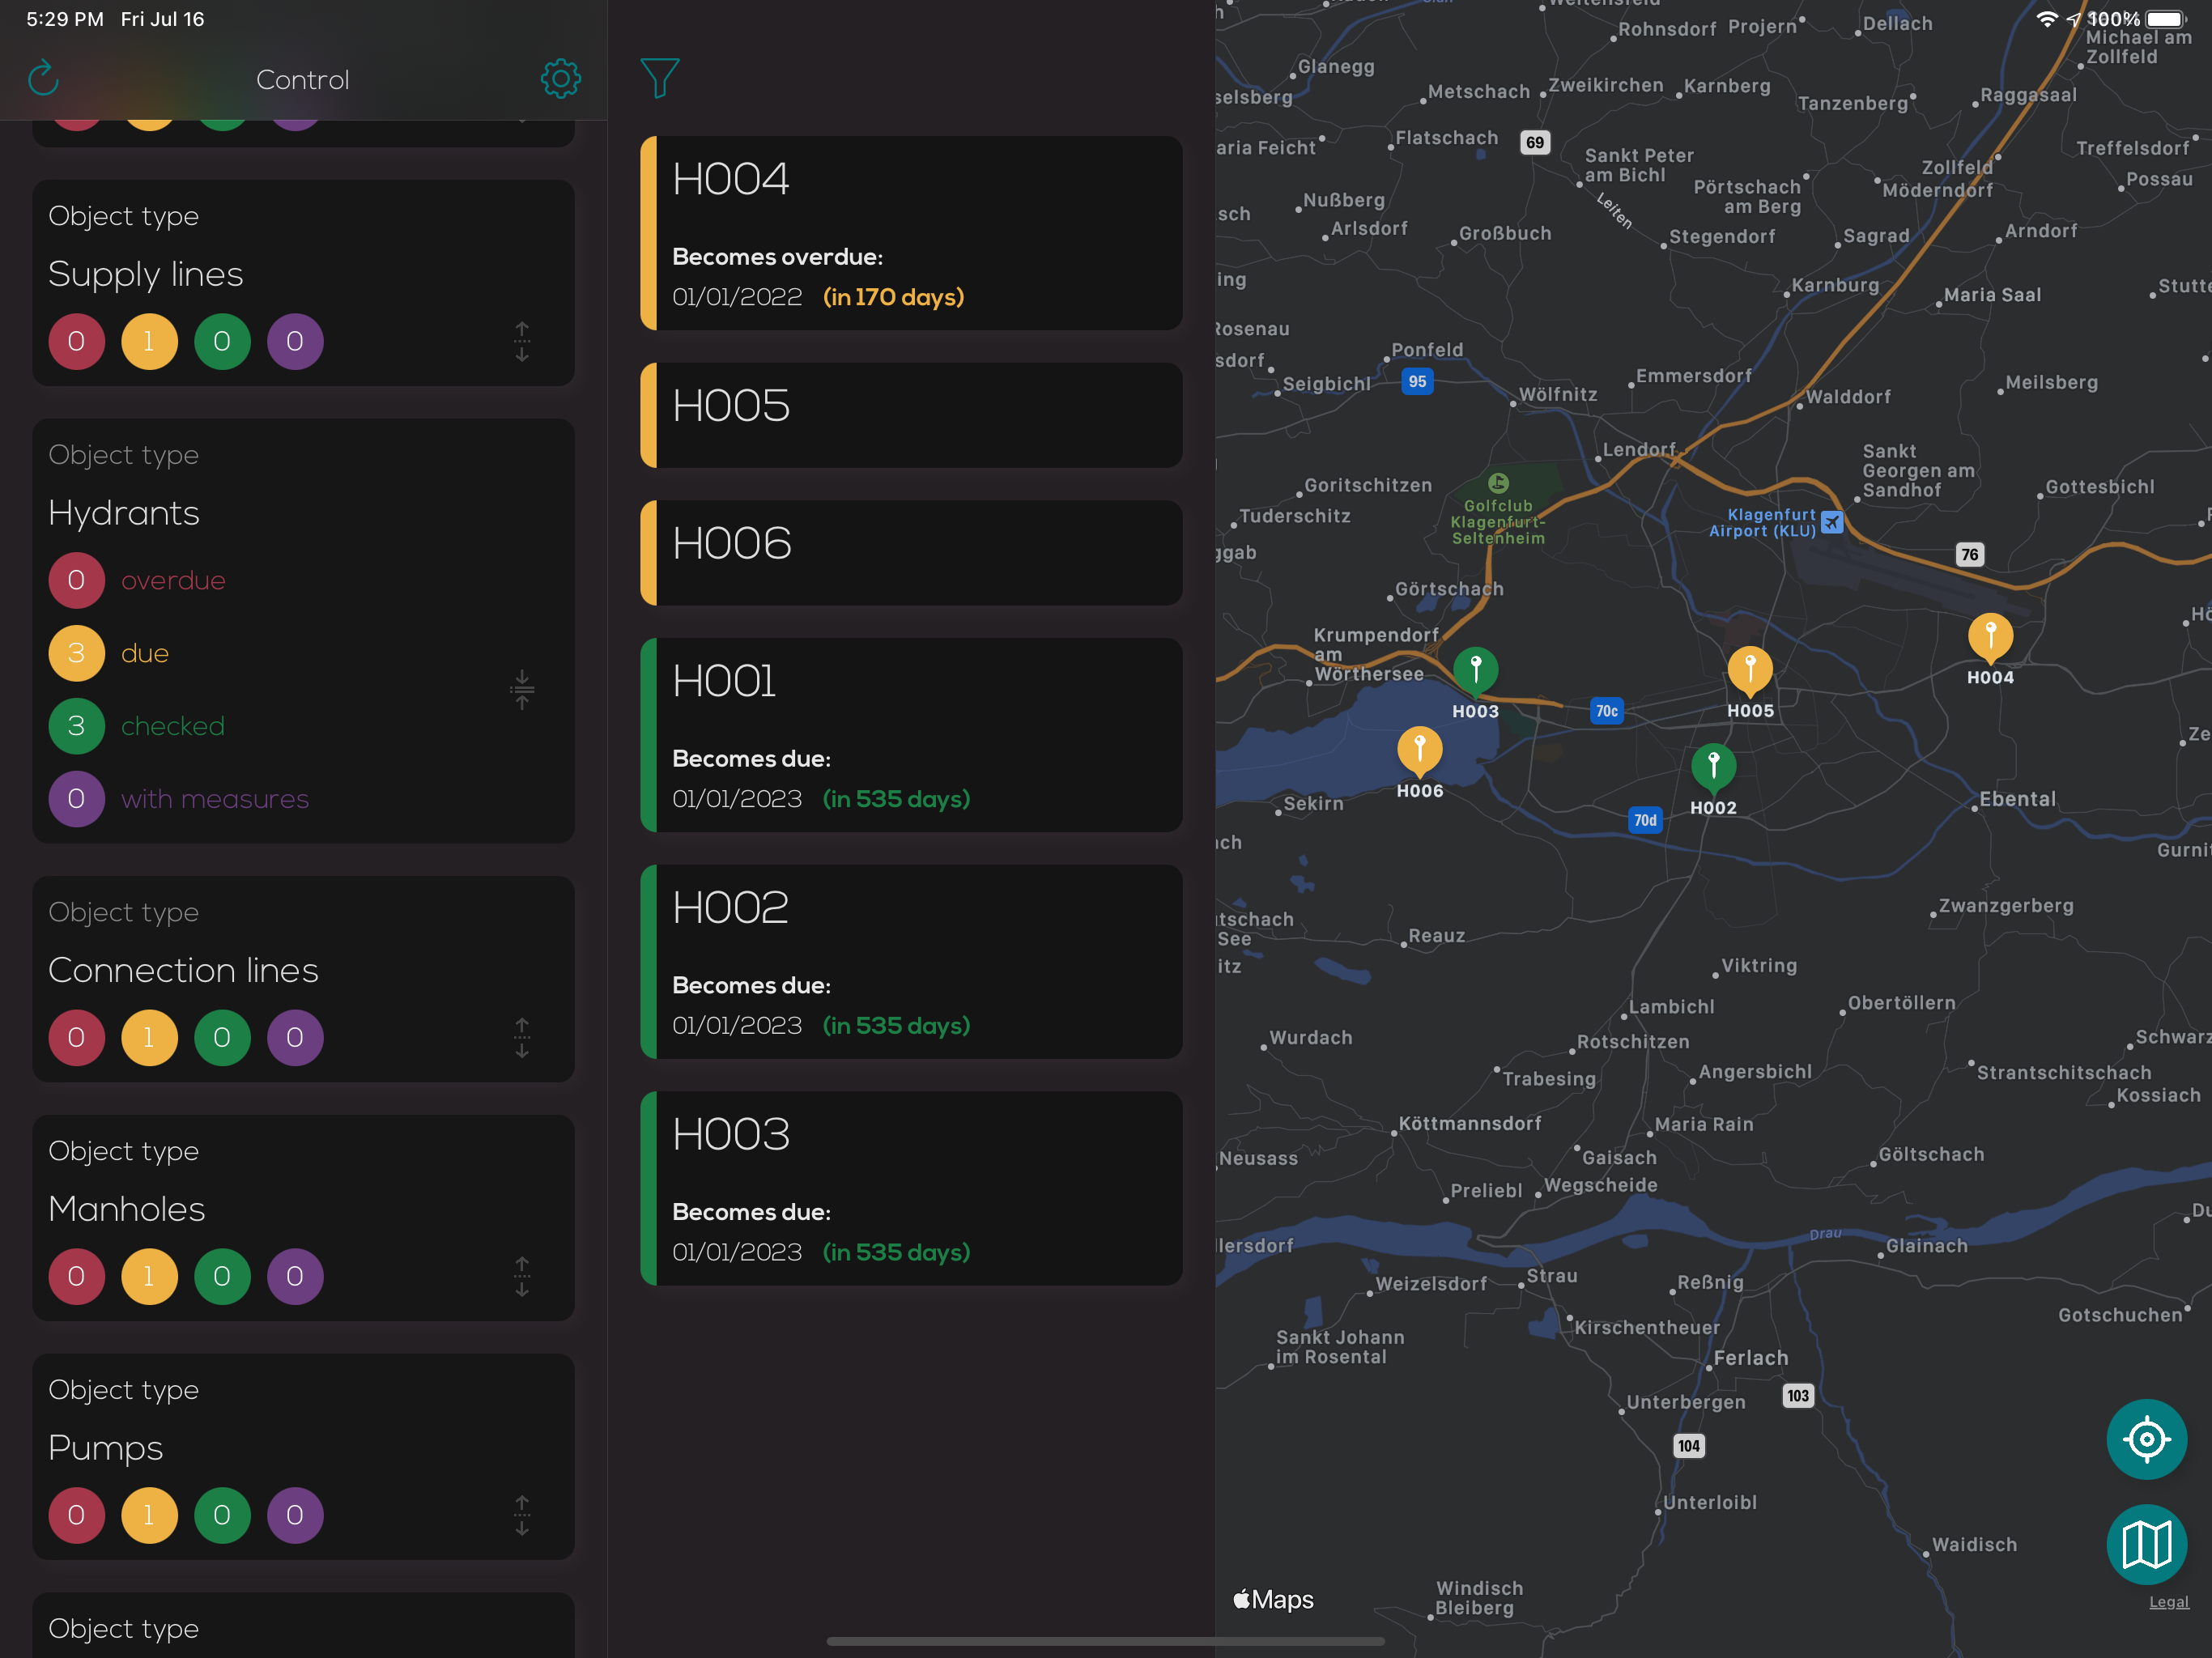 5:29 PM Fri Jul 16
Control
Object type
Supply lines
0 1 0 0
Object type
Hydrants
0 overdue
3 due
3 checked
0 with measures
Object type
Connection lines
0 1 0 0
Object type
Manholes
0 1 0 0
Object type
Pumps
0 1 0 0
Object type
H004
Becomes overdue:
01/01/2022 (in 170 days)
H005
H006
H001
Becomes due:
01/01/2023 (in 535 days)
H002
Becomes due:
01/01/2023 (in 535 days)
H003
Becomes due:
01/01/2023 (in 535 days)
100%
Michael am
Zollfeld
Rohnsdorf
Projern
Dellach
Glanegg
selsberg
Metschach
Zweikirchen
Karnberg
Tanzenberg
Raggasaal
aria Feicht
Flatschach
69
Sankt Peter
am Bichl
Leiten
Zollfeld
Treffelsdorf
Pörtschach
am Berg
Möderndorf
Possau
sch
Nußberg
Arlsdorf
Großbuch
Stegendorf
Sagrad
Arndorf
ing
Karnburg
Maria Saal
Stutte
Rosenau
sdorf
Ponfeld
Seigbichl
95
Wölfnitz
Emmersdorf
Walddorf
Meilsberg
Lendorf
Sankt
Georgen am
Sandhof
Goritschitzen
Golfclub
Klagenfurt-
Seltenheim
Tuderschitz
Klagenfurt
Airport (KLU)
Gottesbichl
ggab
76
Görtschach
Krumpendorf
am
Wörthersee
H003
70c
H005
H004
H006
H002
Sekirn
70d
Ebental
ach
Gurnit
Zwanzgerberg
tschach
See
Reauz
itz
Viktring
Lambichl
Obertöllern
Wurdach
Rotschitzen
Schwarz
Trabesing
Angersbichl
Strantschitschach
Kossiach
Köttmannsdorf
Maria Rain
Neusass
Gaisach
Göltschach
Preliebl
Wegscheide
llersdorf
Drau
Glainach
Weizelsdorf
Strau
Reßnig
Gotschuchen
Sankt Johann
im Rosental
Kirschentheuer
Ferlach
103
Unterbergen
104
Unterloibl
Waidisch
Windisch
Bleiberg
Maps
Legal